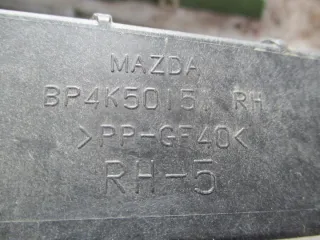 MAZDA
BP4K5015. RH
>PP-GF40<
RH-5